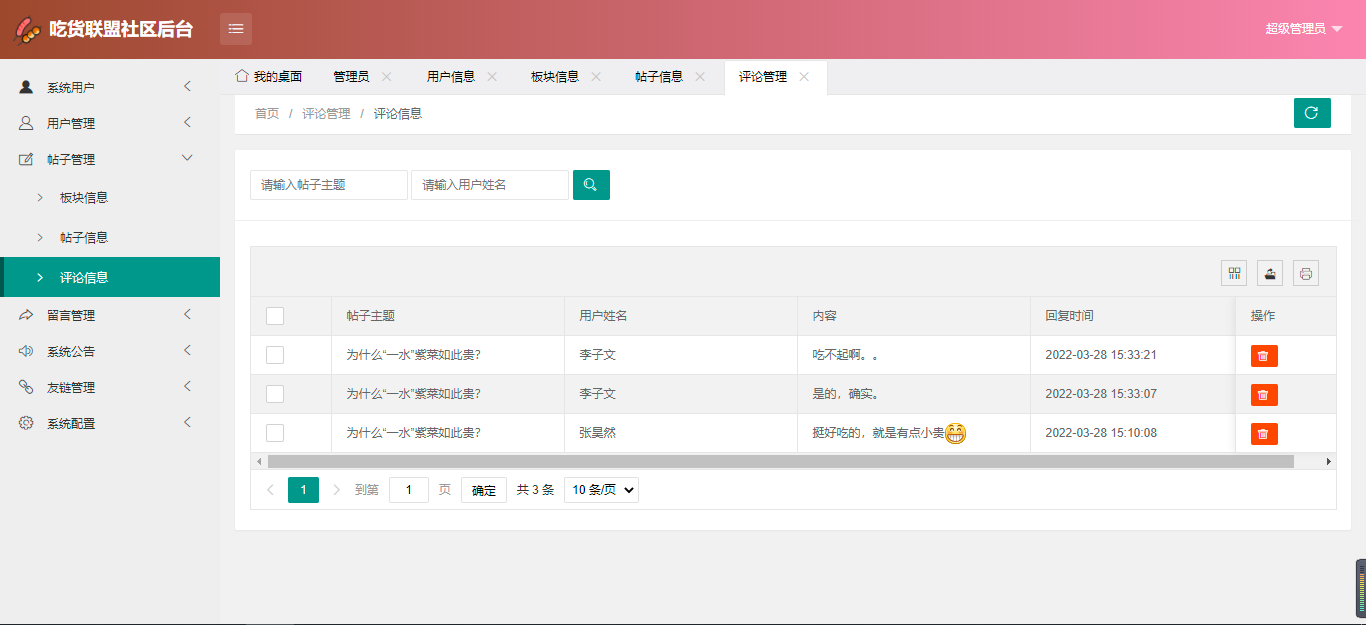 吃货联盟社区后台
超级管理员
系统用户
用户管理
帖子管理
板块信息
帖子信息
评论信息
留言管理
系统公告
友链管理
系统配置
我的桌面 管理员 用户信息 板块信息 帖子信息 评论管理
首页 / 评论管理 / 评论信息
请输入帖子主题 请输入用户姓名
帖子主题 用户姓名 内容 回复时间 操作
为什么“一水”紫菜如此贵? 李子文 吃不起啊。。 2022-03-28 15:33:21
为什么“一水”紫菜如此贵? 李子文 是的，确实。 2022-03-28 15:33:07
为什么“一水”紫菜如此贵? 张昊然 挺好吃的，就是有点小贵😁 2022-03-28 15:10:08
1 到第 1 页 确定 共 3 条 10 条/页